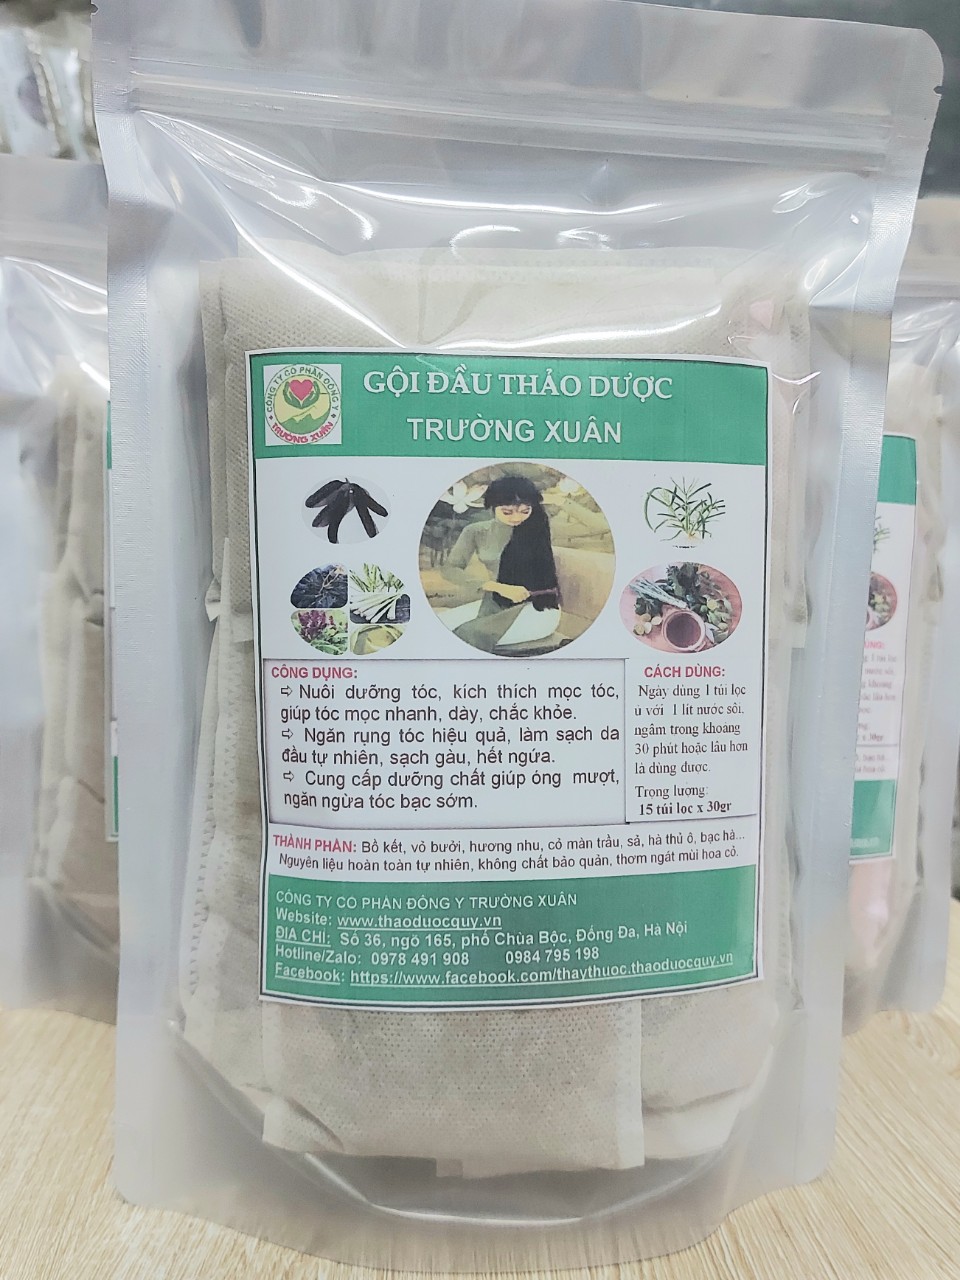 CÔNG TY CỔ PHẦN ĐÔNG Y
TRƯỜNG XUÂN
GỘI ĐẦU THẢO DƯỢC
TRƯỜNG XUÂN
CÔNG DỤNG:
⇨ Nuôi dưỡng tóc, kích thích mọc tóc,
giúp tóc mọc nhanh, dày, chắc khỏe.
⇨ Ngăn rụng tóc hiệu quả, làm sạch da
đầu tự nhiên, sạch gàu, hết ngứa.
⇨ Cung cấp dưỡng chất giúp óng mượt,
ngăn ngừa tóc bạc sớm.
CÁCH DÙNG:
Ngày dùng 1 túi lọc
ủ với 1 lít nước sôi,
ngâm trong khoảng
30 phút hoặc lâu hơn
là dùng được.
Trọng lượng:
15 túi lọc x 30gr
THÀNH PHẦN: Bồ kết, vỏ bưởi, hương nhu, cỏ màn trầu, sả, hà thủ ô, bạc hà...
Nguyên liệu hoàn toàn tự nhiên, không chất bảo quản, thơm ngát mùi hoa cỏ.
CÔNG TY CỔ PHẦN ĐÔNG Y TRƯỜNG XUÂN
Website: www.thaoduocquy.vn
ĐỊA CHỈ: Số 36, ngõ 165, phố Chùa Bộc, Đống Đa, Hà Nội
Hotline/Zalo: 0978 491 908 0984 795 198
Facebook: https://www.facebook.com/thaythuoc.thaoduocquy.vn